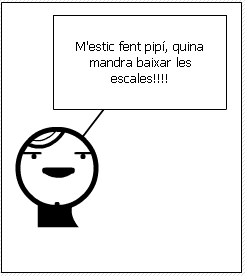 M'estic fent pipí, quina
mandra baixar les
escales!!!!